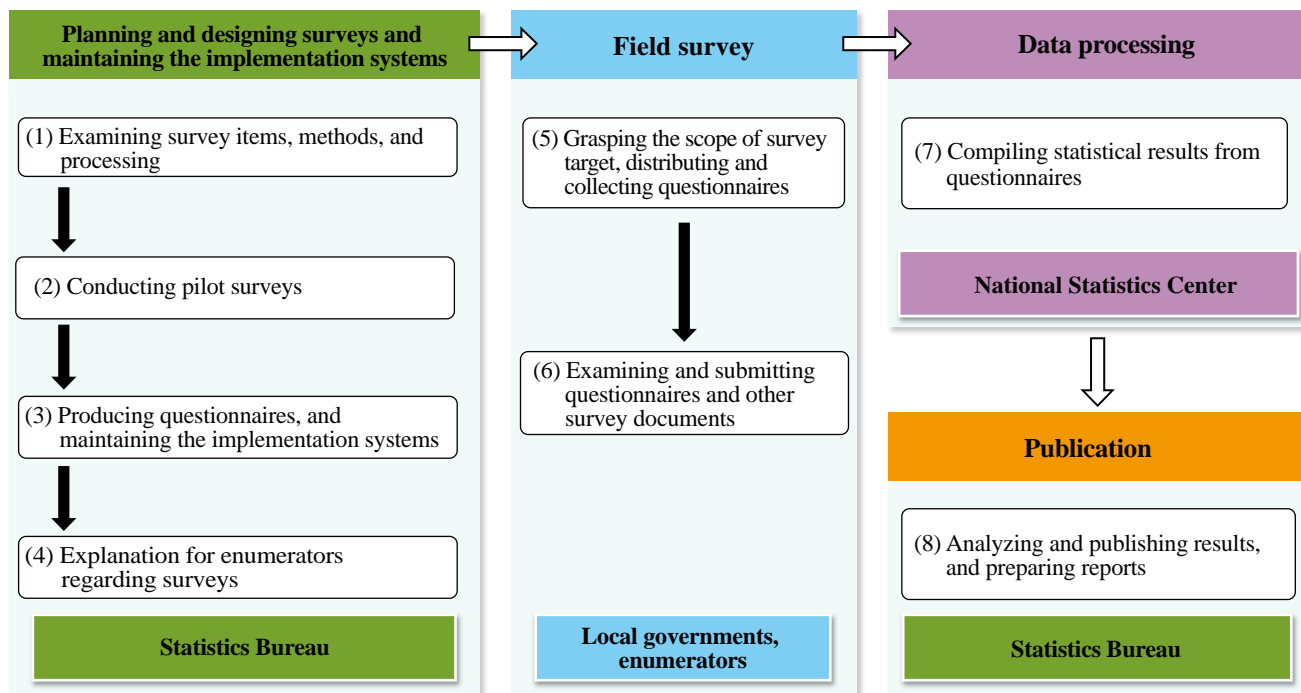 Planning and designing surveys and
maintaining the implementation systems
(1) Examining survey items, methods, and
processing
(2) Conducting pilot surveys
(3) Producing questionnaires, and
maintaining the implementation systems
(4) Explanation for enumerators
regarding surveys
Statistics Bureau
Field survey
(5) Grasping the scope of survey
target, distributing and
collecting questionnaires
(6) Examining and submitting
questionnaires and other
survey documents
Local governments,
enumerators
Data processing
(7) Compiling statistical results from
questionnaires
National Statistics Center
Publication
(8) Analyzing and publishing results,
and preparing reports
Statistics Bureau